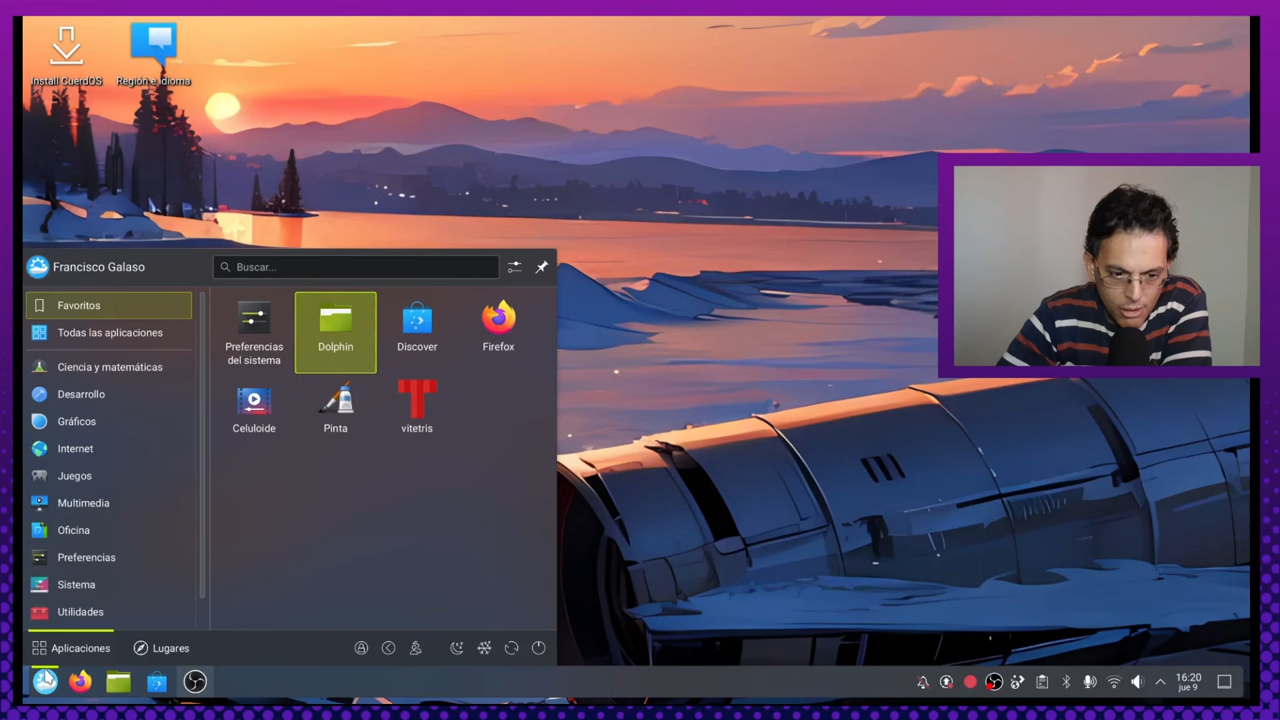 Install CuerdOS
Región e idioma
Francisco Galaso
Buscar...
Favoritos
Todas las aplicaciones
Ciencia y matemáticas
Desarrollo
Gráficos
Internet
Juegos
Multimedia
Oficina
Preferencias
Sistema
Utilidades
Preferencias
del sistema
Dolphin
Discover
Firefox
Celuloide
Pinta
vitetris
Aplicaciones
Lugares
16:20
jue 9